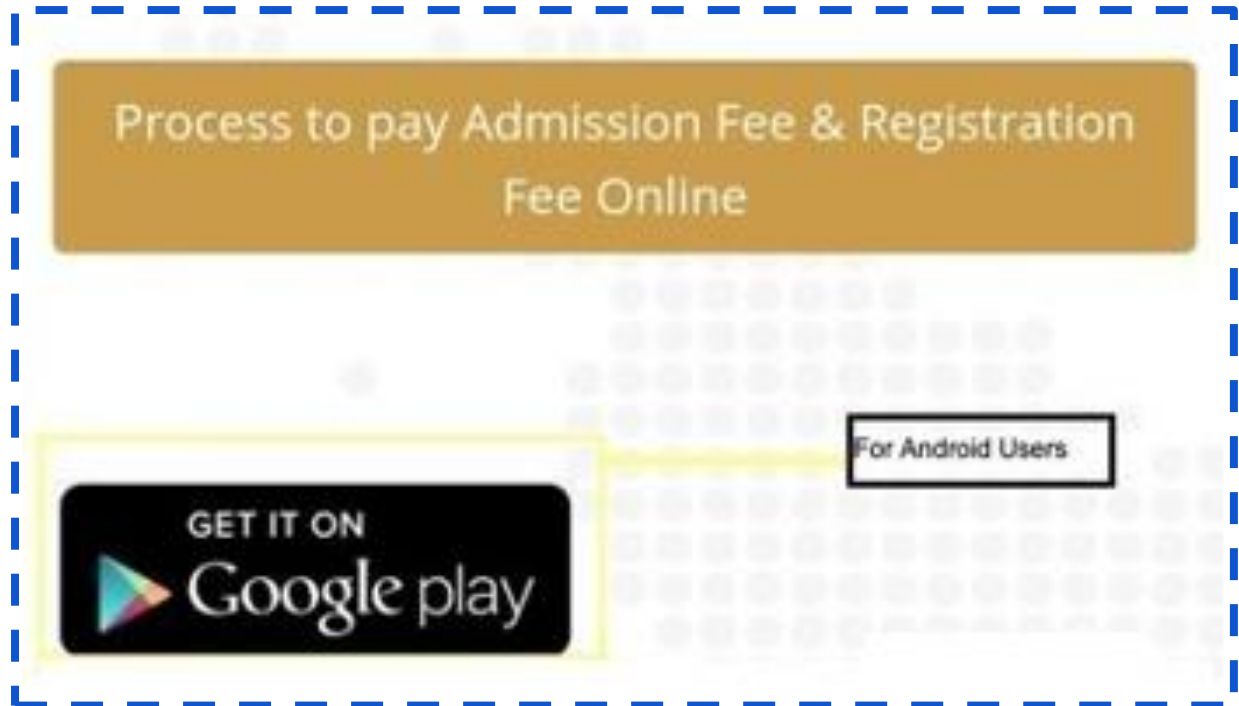 Process to pay Admission Fee & Registration
Fee Online
For Android Users
GET IT ON
Google play